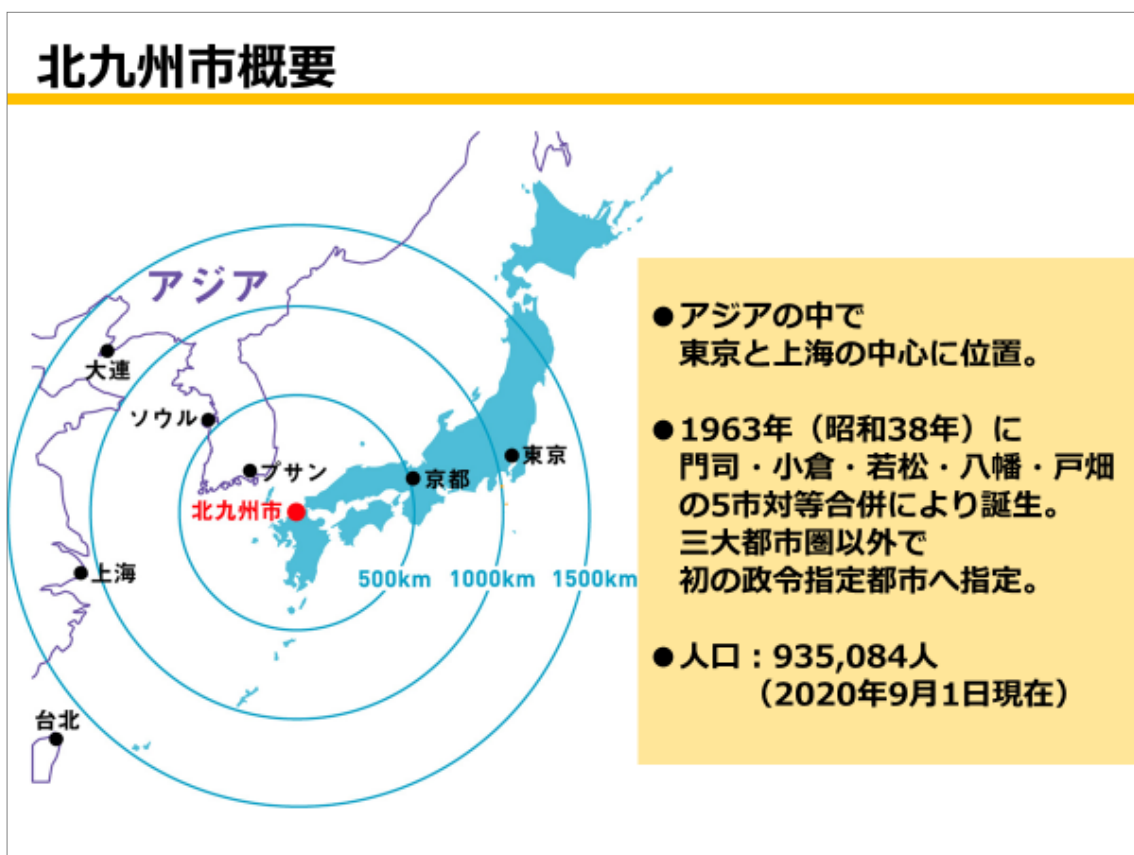 北九州市概要
アジア
大連
ソウル
プサン
京都
東京
北九州市
上海
500km
1000km
1500km
台北
●アジアの中で
東京と上海の中心に位置。
●1963年（昭和38年）に
門司・小倉・若松・八幡・戸畑
の5市対等合併により誕生。
三大都市圏以外で
初の政令指定都市へ指定。
●人口：935,084人
（2020年9月1日現在）